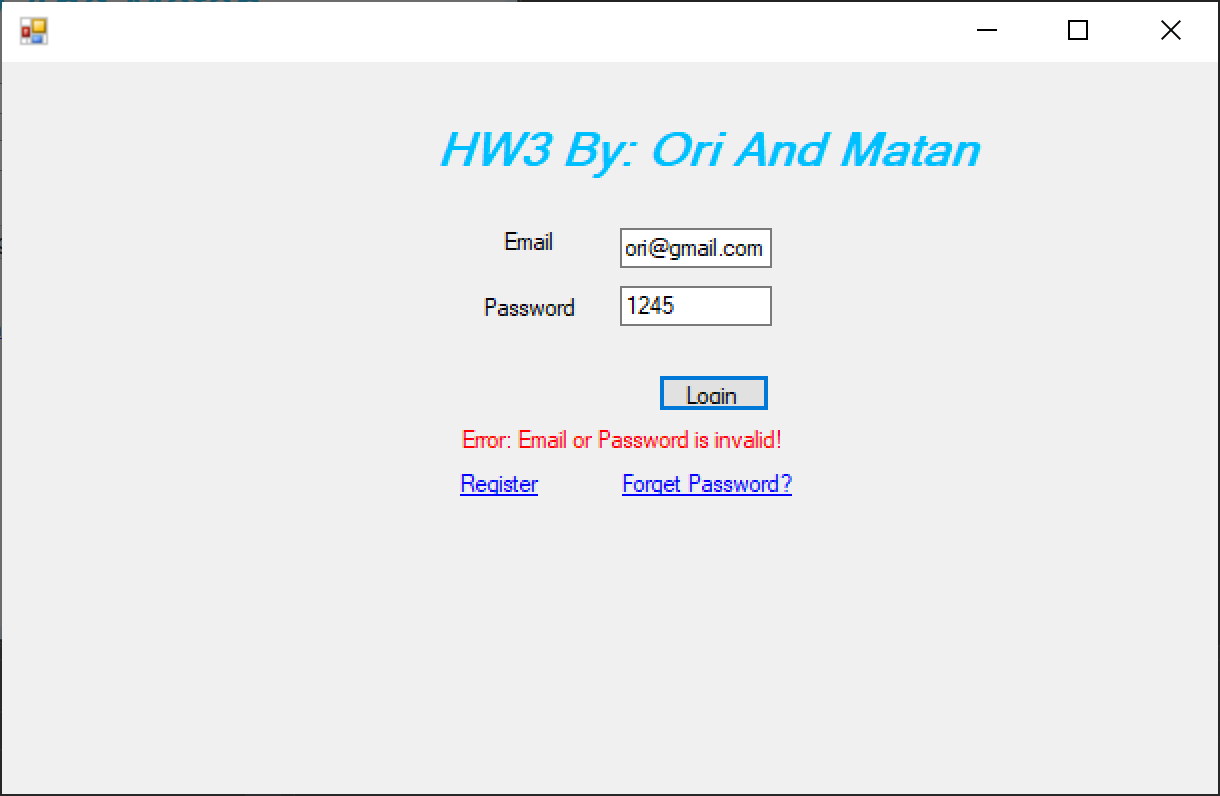 HW3 By: Ori And Matan
Email
ori@gmail.com
Password
1245
Login
Error: Email or Password is invalid!
Register
Forget Password?